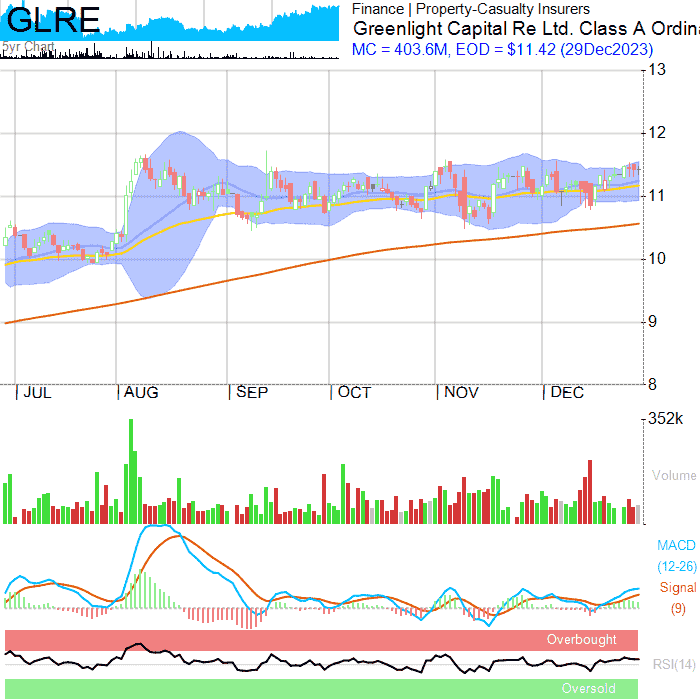 GLRE
5yr Chart
Finance | Property-Casualty Insurers
Greenlight Capital Re Ltd. Class A Ordina
MC = 403.6M, EOD = $11.42 (29Dec2023)
13
12
11
10
9
8
JUL AUG SEP OCT NOV DEC
352k
Volume
MACD
(12-26)
Signal
(9)
Overbought
RSI(14)
Oversold